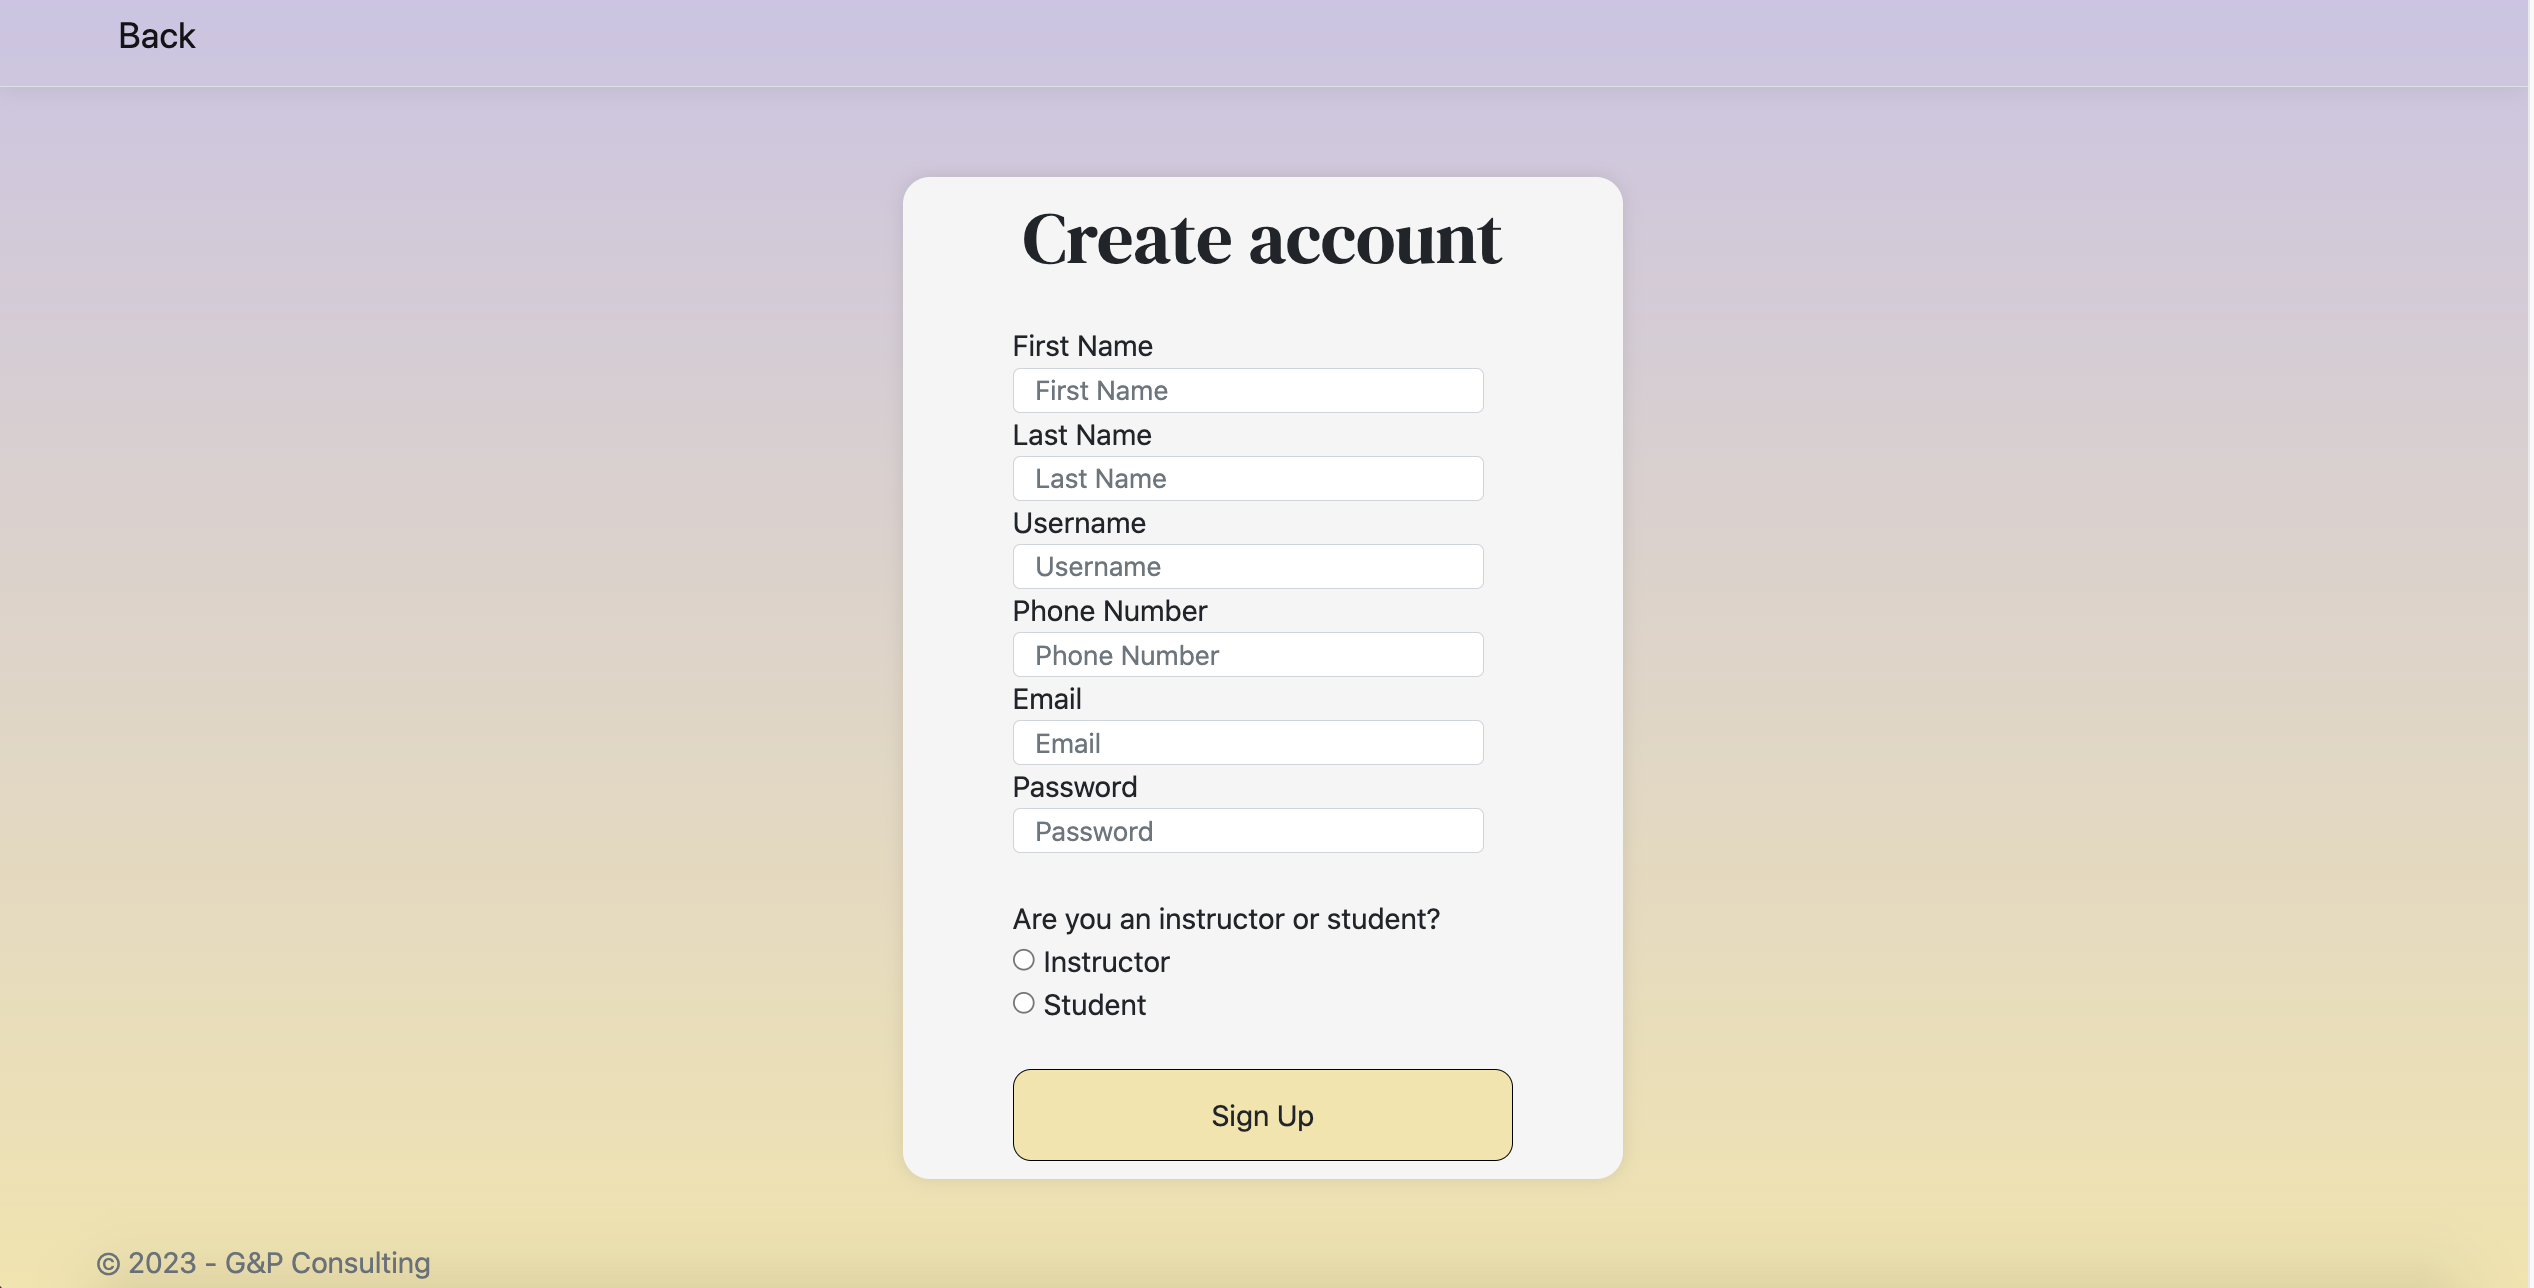 Back
Create account
First Name
First Name
Last Name
Last Name
Username
Username
Phone Number
Phone Number
Email
Email
Password
Password
Are you an instructor or student?
Instructor
Student
Sign Up
© 2023 - G&P Consulting